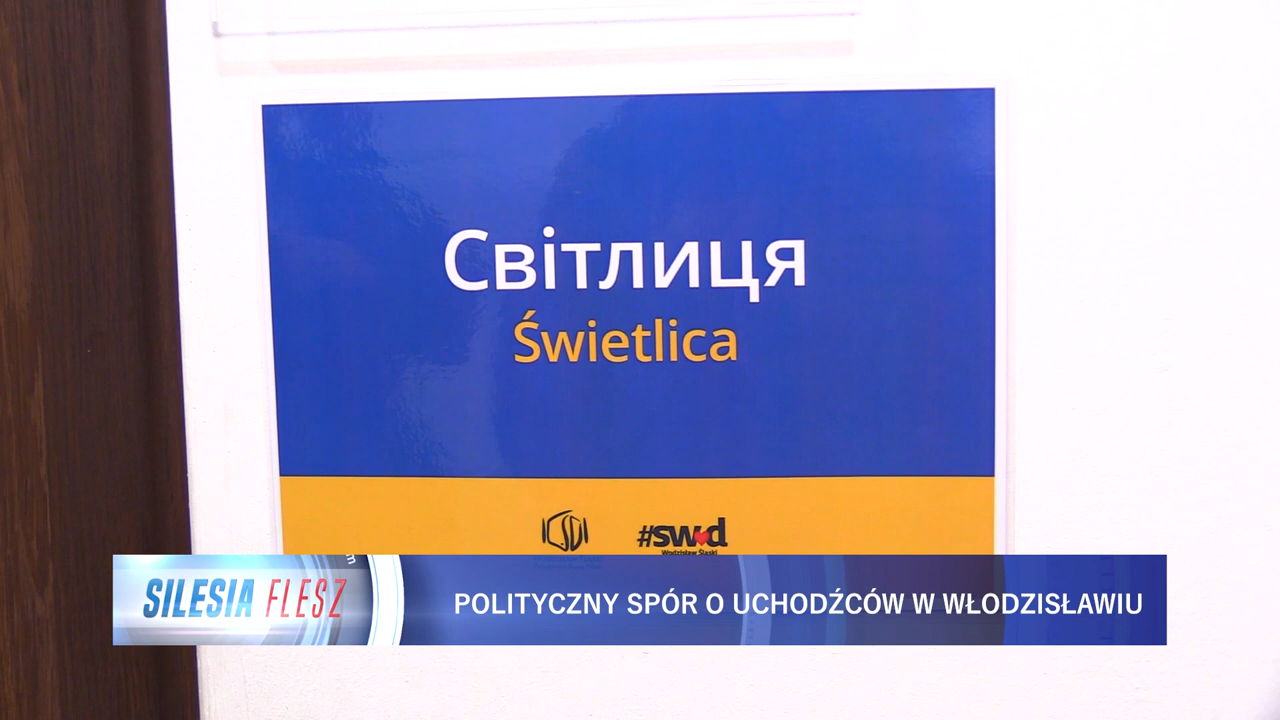 Світлиця
Świetlica
#swd
Wodzisław Śląski
SILESIA FLESZ
POLITYCZNY SPÓR O UCHODŹCÓW W WŁODZISŁAWIU